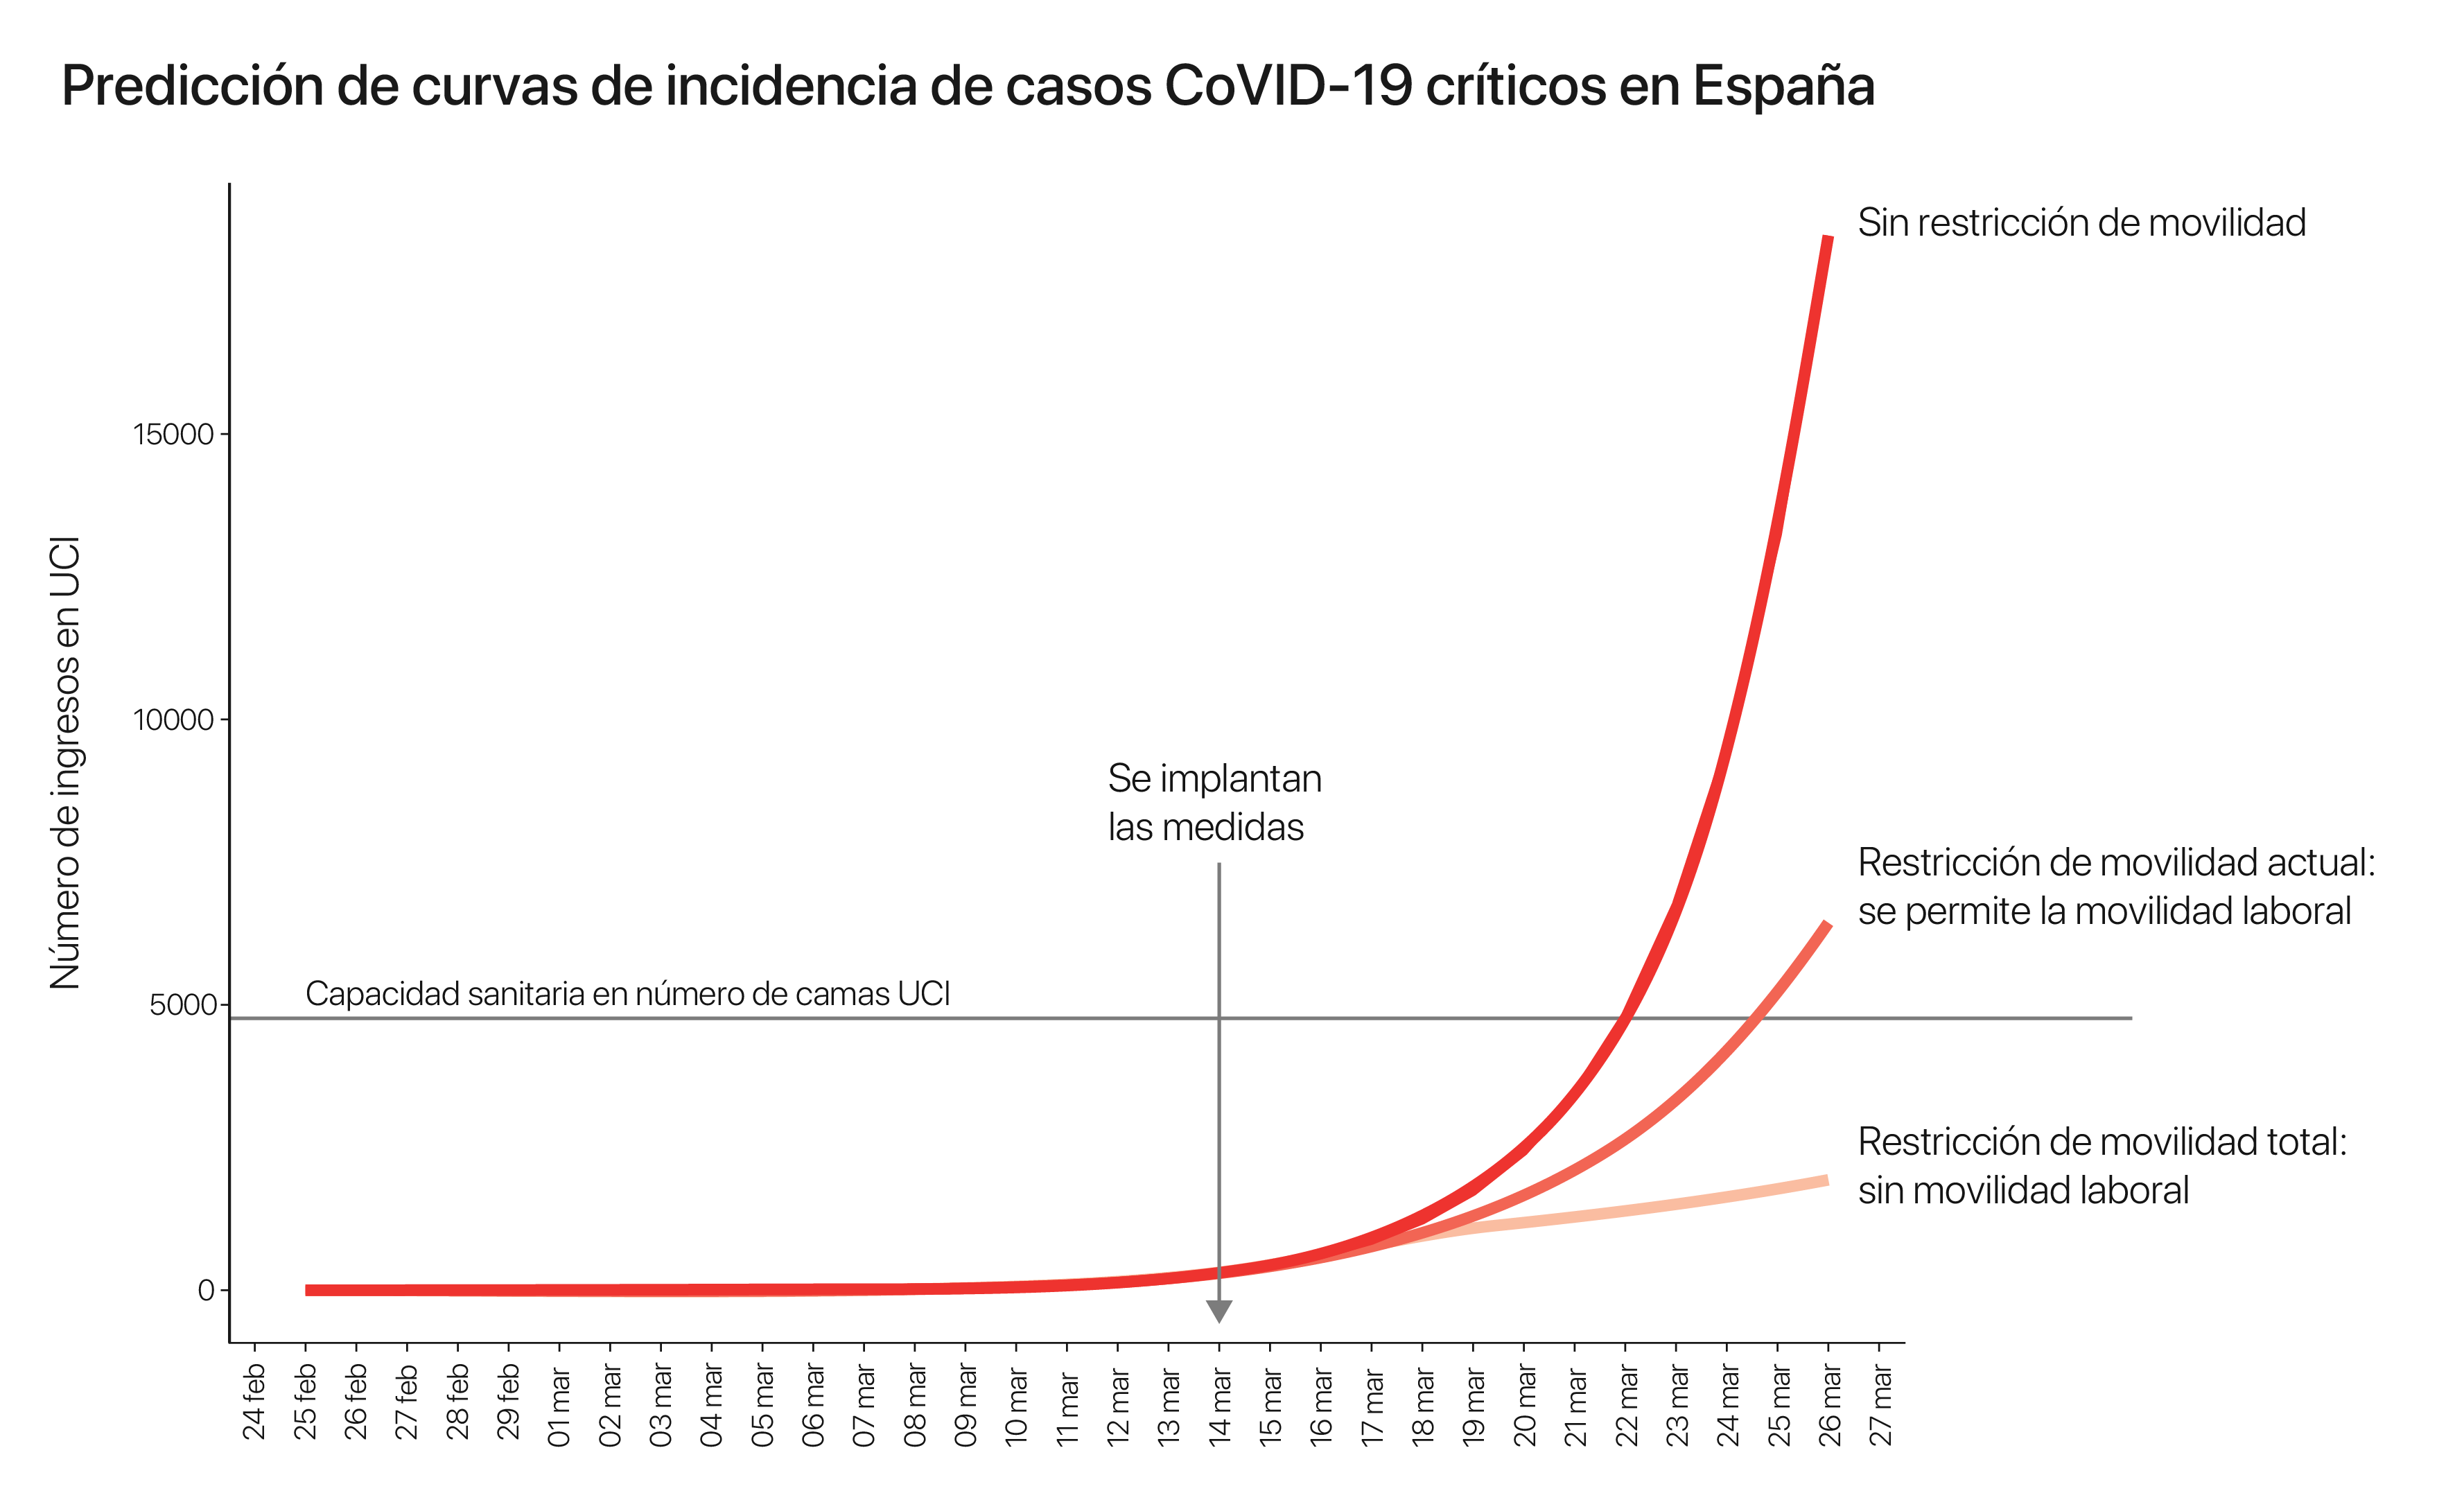 Predicción de curvas de incidencia de casos CoVID-19 críticos en España
Número de ingresos en UCI
15000
10000
5000
0
Sin restricción de movilidad
Se implantan
las medidas
Restricción de movilidad actual:
se permite la movilidad laboral
Capacidad sanitaria en número de camas UCI
Restricción de movilidad total:
sin movilidad laboral
24 feb
25 feb
26 feb
27 feb
28 feb
29 feb
01 mar
02 mar
03 mar
04 mar
05 mar
06 mar
07 mar
08 mar
09 mar
10 mar
11 mar
12 mar
13 mar
14 mar
15 mar
16 mar
17 mar
18 mar
19 mar
20 mar
21 mar
22 mar
23 mar
24 mar
25 mar
26 mar
27 mar